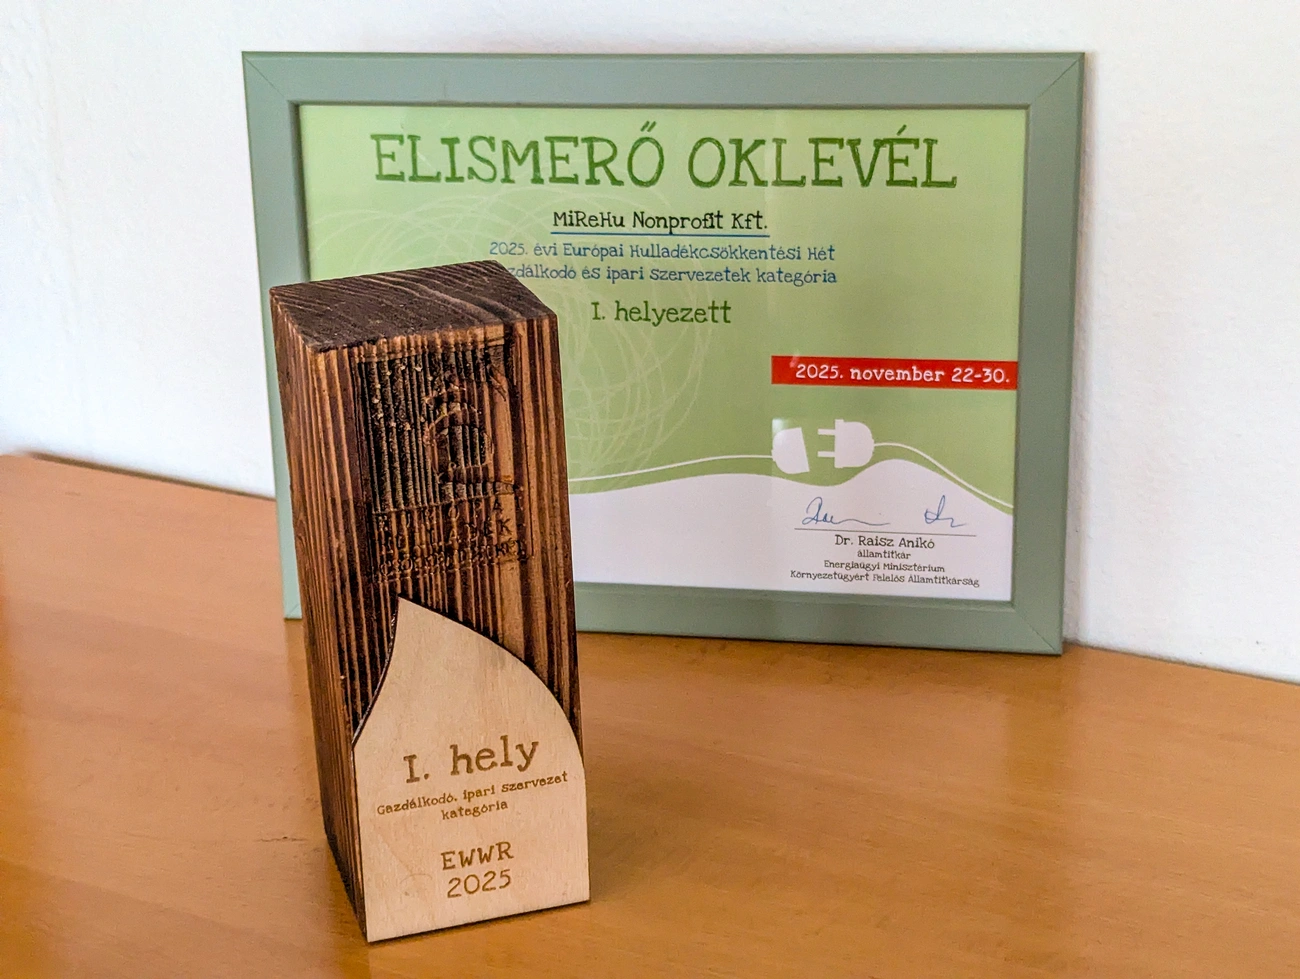 ELISMERŐ OKLEVÉL
MiReHu Nonprofit Kft.
2025. évi Európai Hulladékcsökkentési Hét
és ipari szervezetek kategória
I. helyezett
2025. november 22-30.
Dr. Raisz Anikó
államtitkár
Energiaügyi Minisztérium
Környezetügyért Felelős Államtitkárság
I. hely
Gazdálkodó, ipari szervezet
kategória
EWWR
2025